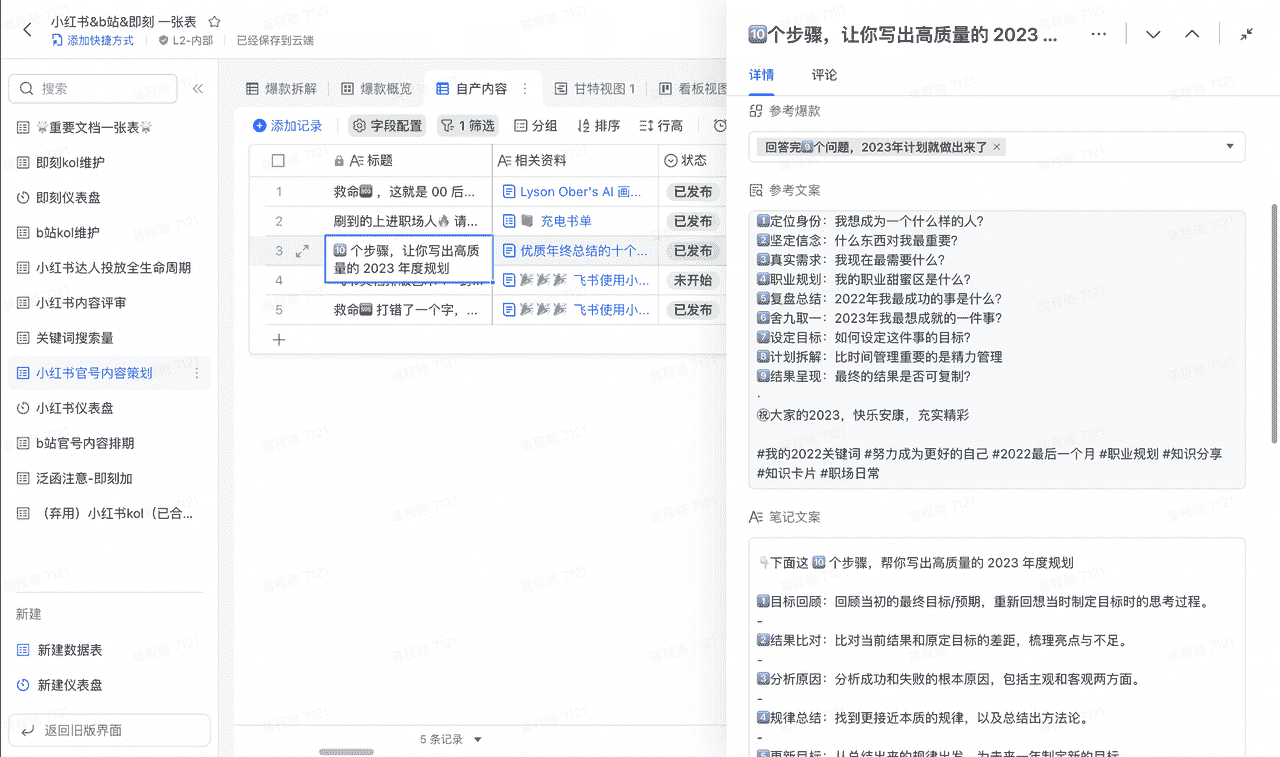 小红书&b站&即刻 一张表
添加快捷方式 L2-内部 已经保存到云端
搜索
🌟重要文档一张表🌟
即刻kol维护
即刻仪表盘
b站kol维护
小红书达人投放全生命周期
小红书内容评审
关键词搜索量
小红书官号内容策划
小红书仪表盘
b站官号内容排期
泛函注意-即刻加
（弃用）小红书kol（已合...
新建
新建数据表
新建仪表盘
返回旧版界面
爆款拆解 爆款概览 自产内容 甘特视图 1 看板视图
添加记录 字段配置 1 筛选 分组 排序 行高
标题 相关资料 状态
1 救命🆘，这就是 00 后... Lyson Ober's AI 画... 已发布
2 刷到的上进职场人🔥 请... 充电书单 已发布
3 🔟 个步骤，让你写出高质量的 2023 年度规划 优质年终总结的十个... 已发布
4 🎉🎉🎉 飞书使用小... 未开始
5 救命🆘 打错了一个字，... 🎉🎉🎉 飞书使用小... 已发布
5 条记录
🔟个步骤，让你写出高质量的 2023 ...
详情 评论
参考爆款
回答完9️⃣个问题，2023年计划就做出来了
参考文案
1️⃣定位身份：我想成为一个什么样的人?
2️⃣坚定信念：什么东西对我最重要?
3️⃣真实需求：我现在最需要什么?
4️⃣职业规划：我的职业甜蜜区是什么?
5️⃣复盘总结：2022年我最成功的事是什么?
6️⃣舍九取一：2023年我最想成就的一件事?
7️⃣设定目标：如何设定这件事的目标?
8️⃣计划拆解：比时间管理重要的是精力管理
9️⃣结果呈现：最终的结果是否可复制?
.
㊗️大家的2023，快乐安康，充实精彩
#我的2022关键词 #努力成为更好的自己 #2022最后一个月 #职业规划 #知识分享
#知识卡片 #职场日常
笔记文案
👇下面这 🔟 个步骤，帮你写出高质量的 2023 年度规划
1️⃣目标回顾：回顾当初的最终目标/预期，重新回想当时制定目标时的思考过程。
-
2️⃣结果比对：比对当前结果和原定目标的差距，梳理亮点与不足。
-
3️⃣分析原因：分析成功和失败的根本原因，包括主观和客观两方面。
-
4️⃣规律总结：找到更接近本质的规律，以及总结出方法论。
-
5️⃣更新目标：从总结出来的规律出发，为未来一年制定新的目标
蒋程驰 7121